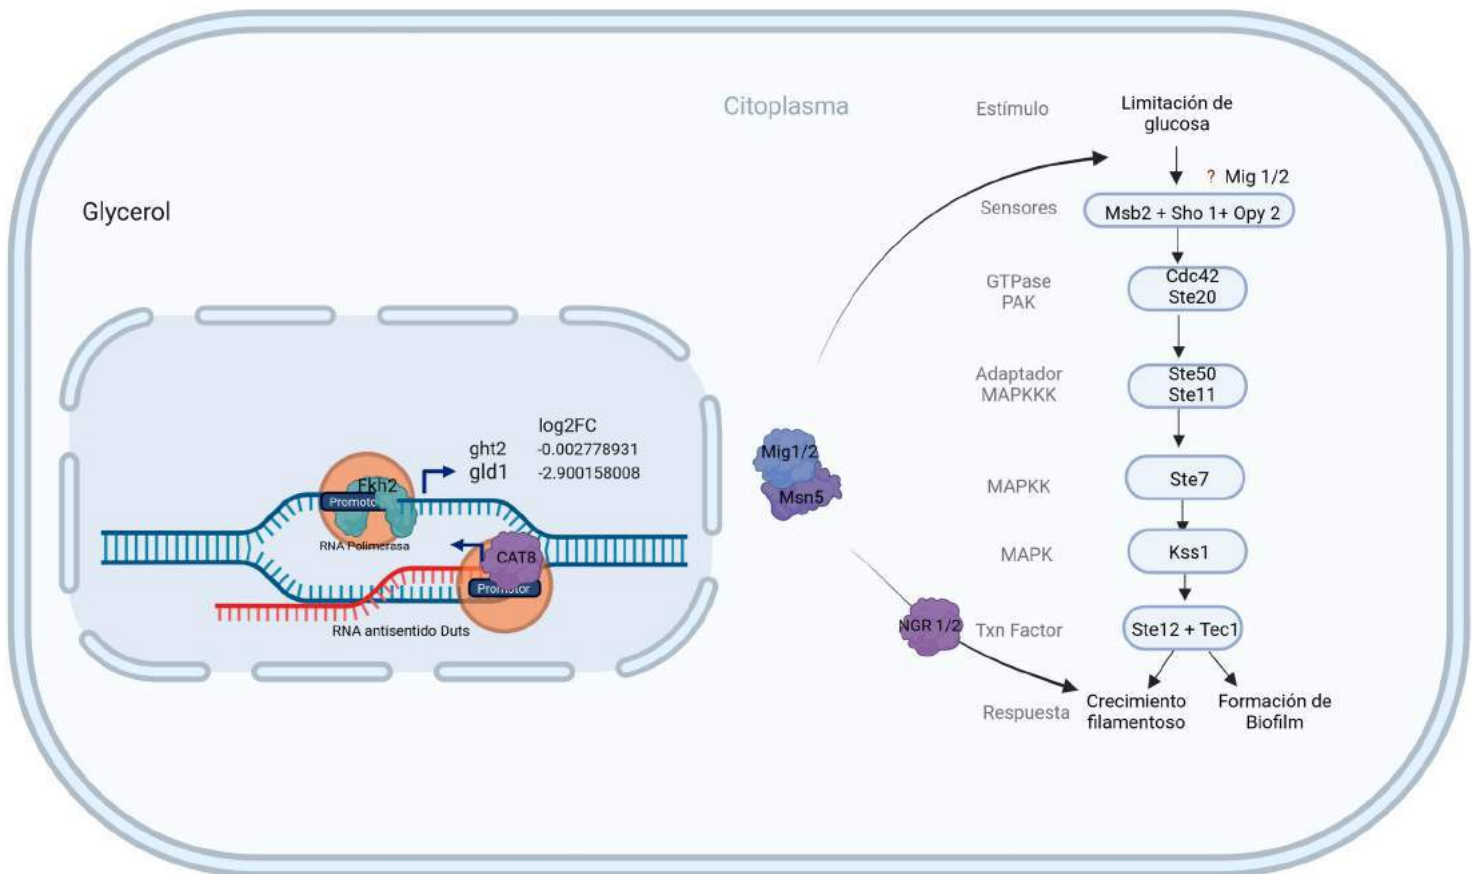 Citoplasma
Glycerol
log2FC
ght2 -0.002778931
gld1 -2.900158008
Fkh2
Promotor
RNA Polimerasa
CAT8
Promotor
RNA antisentido Duts
Mig1/2
Msn5
NGR 1/2
Estímulo
Limitación de
glucosa
? Mig 1/2
Sensores
Msb2 + Sho 1+ Opy 2
GTPase
PAK
Cdc42
Ste20
Adaptador
MAPKKK
Ste50
Ste11
MAPKK
Ste7
MAPK
Kss1
Txn Factor
Ste12 + Tec1
Respuesta
Crecimiento
filamentoso
Formación de
Biofilm